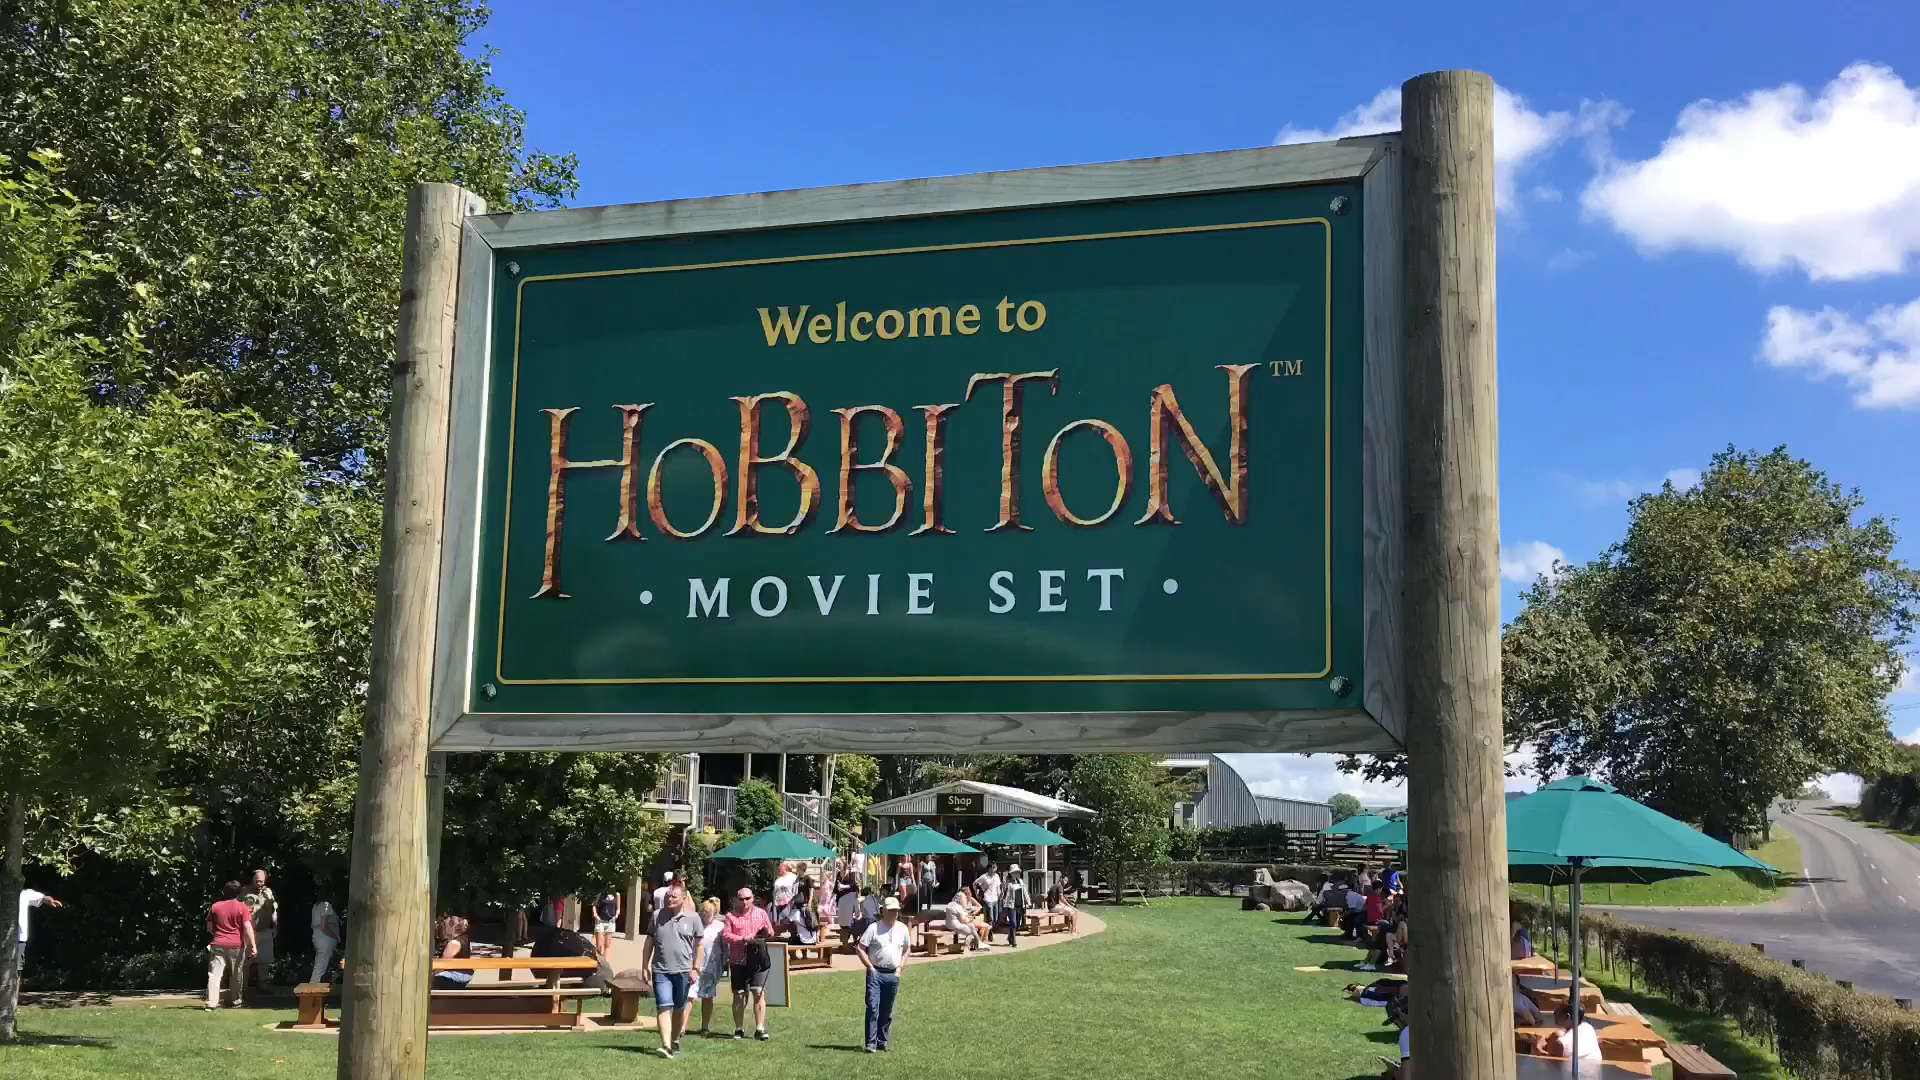 Welcome to
HOBBITON™
• MOVIE SET •
Shop
←